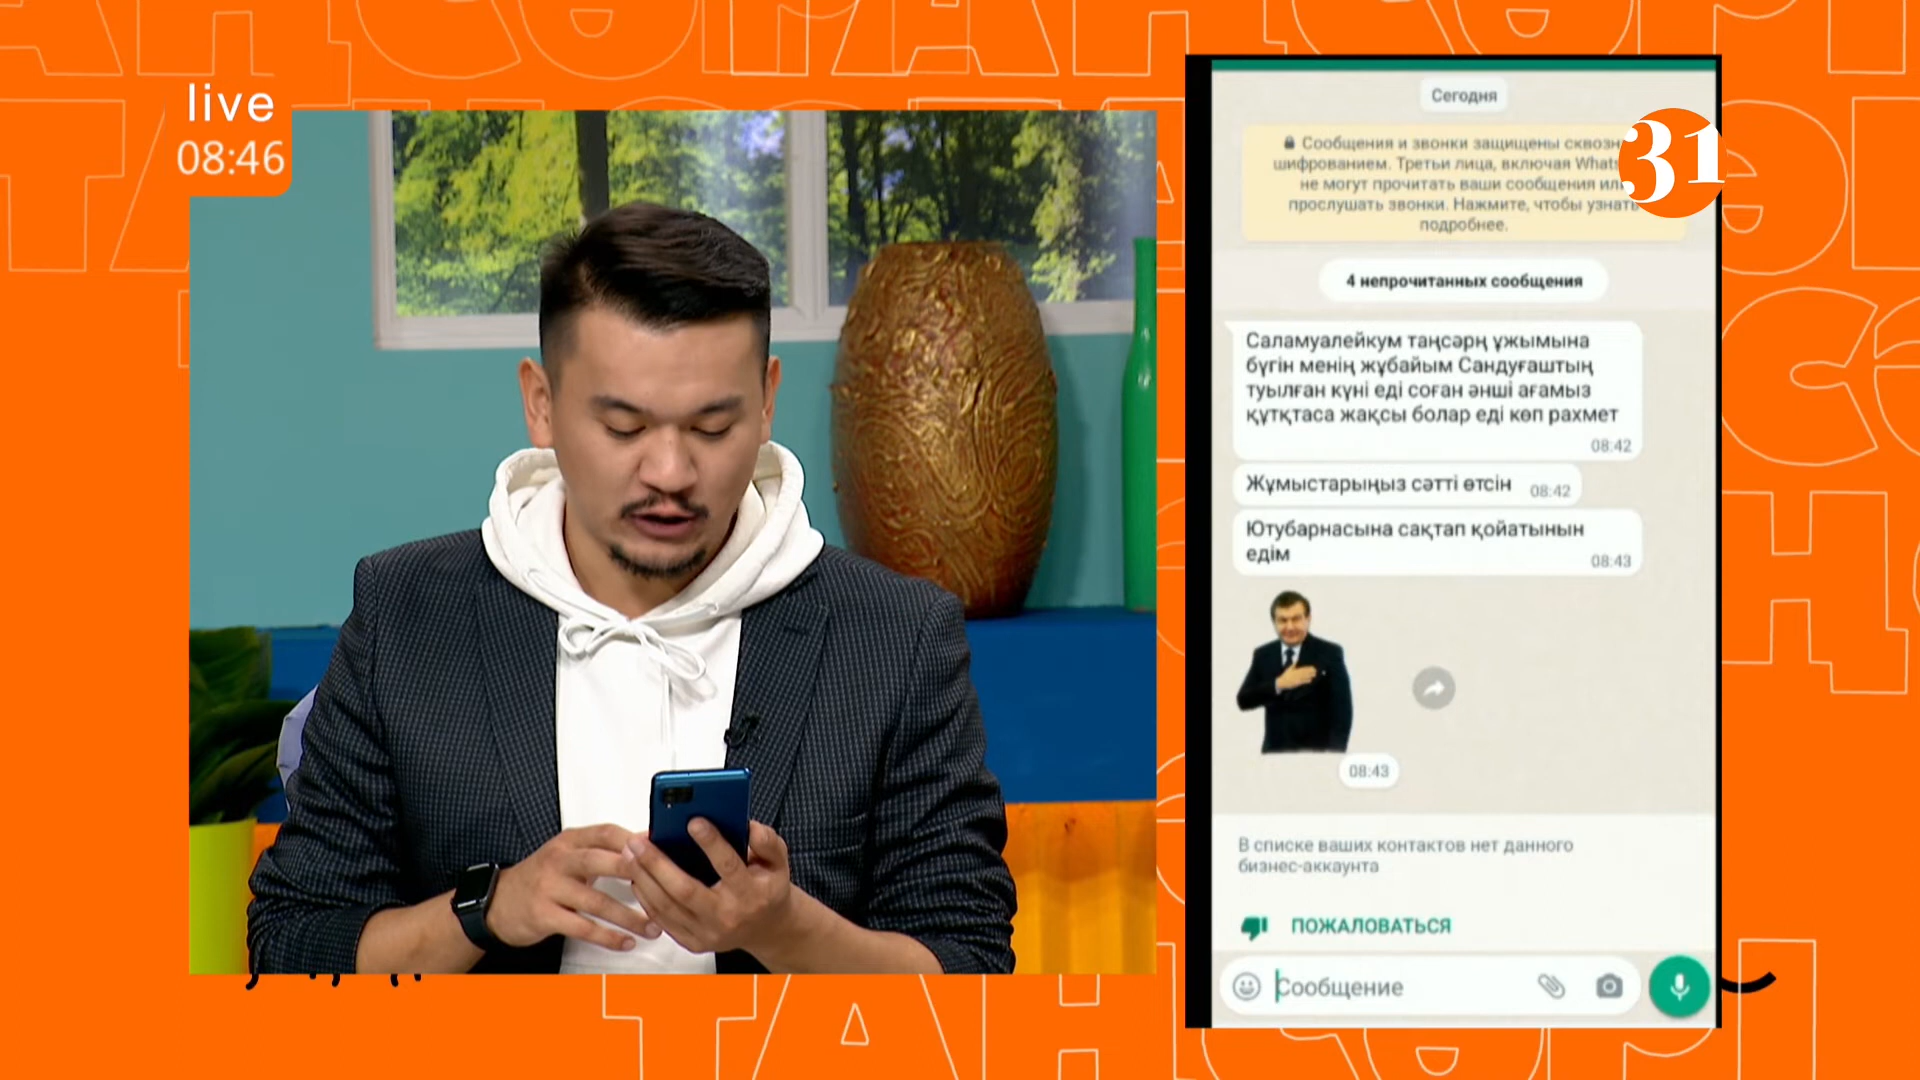 live
08:46
31
Сегодня
Сообщения и звонки защищены
шифрованием. Третьи лица, включая
не могут прочитать ваши сообщения или
прослушать звонки. Нажмите, чтобы узнать
подробнее.
4 непрочитанных сообщения
Саламуалейкум таңсәрң ұжымына
бүгін менің жұбайым Сандуғаштың
туылған күні еді соған әнші ағамыз
құтқтаса жақсы болар еді көп рахмет
08:42
Жұмыстарыңыз сәтті өтсін 08:42
Ютубарнасына сақтап қойатынын
едім
08:43
08:43
В списке ваших контактов нет данного
бизнес-аккаунта
ПОЖАЛОВАТЬСЯ
Сообщение
ТАҢСӘРІ